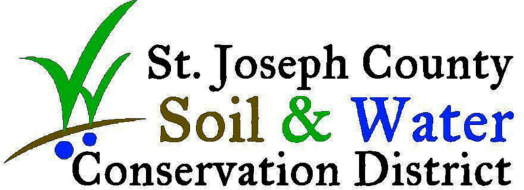 St. Joseph County
Soil & Water
Conservation District